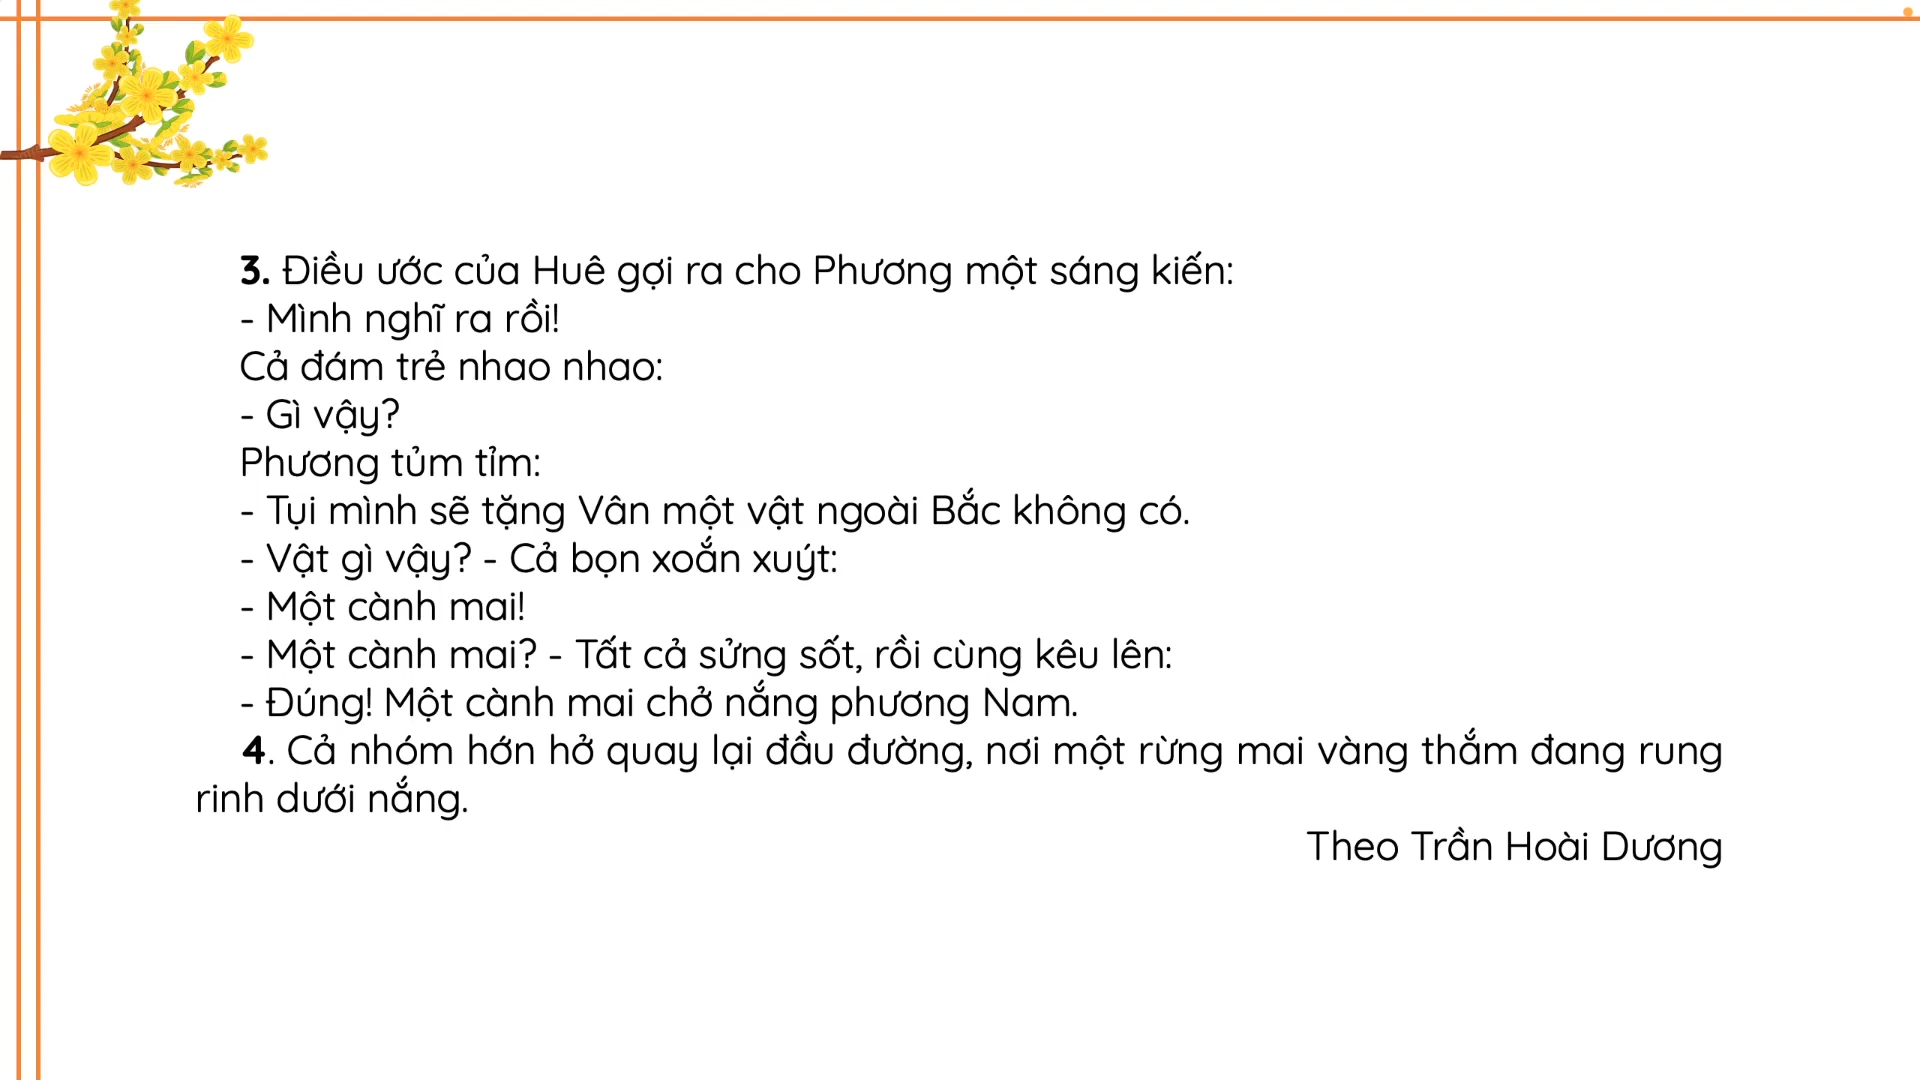 3. Điều ước của Huê gợi ra cho Phương một sáng kiến:
- Mình nghĩ ra rồi!
Cả đám trẻ nhao nhao:
- Gì vậy?
Phương tủm tỉm:
- Tụi mình sẽ tặng Vân một vật ngoài Bắc không có.
- Vật gì vậy? - Cả bọn xoắn xuýt:
- Một cành mai!
- Một cành mai? - Tất cả sửng sốt, rồi cùng kêu lên:
- Đúng! Một cành mai chở nắng phương Nam.
4. Cả nhóm hớn hở quay lại đầu đường, nơi một rừng mai vàng thắm đang rung
rinh dưới nắng.
Theo Trần Hoài Dương